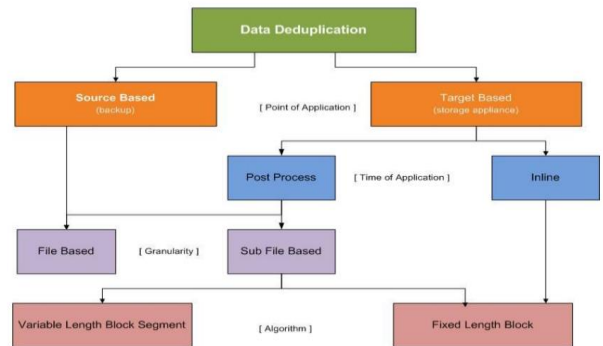 Data Deduplication
Source Based
(backup)
[ Point of Application ]
Target Based
(storage appliance)
Post Process
[ Time of Application ]
Inline
File Based
[ Granularity ]
Sub File Based
Variable Length Block Segment
[ Algorithm ]
Fixed Length Block